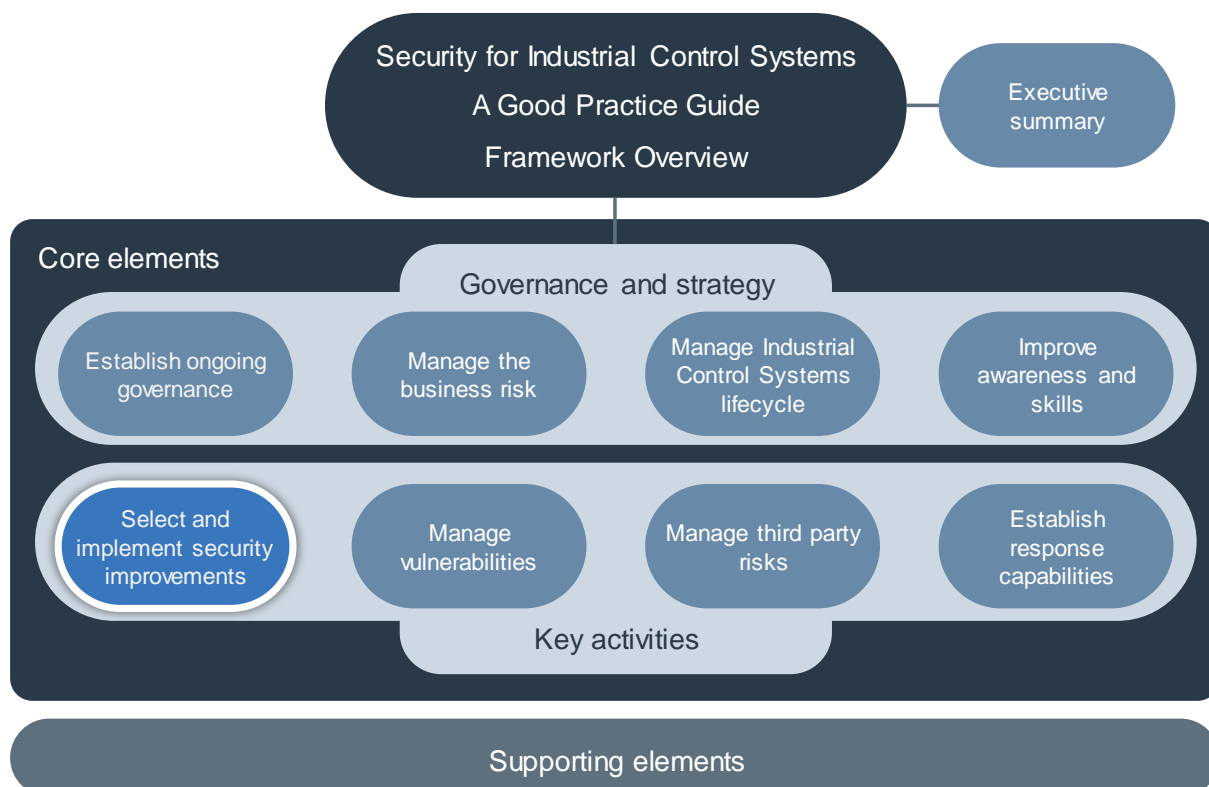 Security for Industrial Control Systems
A Good Practice Guide
Framework Overview
Executive
summary
Core elements
Governance and strategy
Establish ongoing
governance
Manage the
business risk
Manage Industrial
Control Systems
lifecycle
Improve
awareness and
skills
Select and
implement security
improvements
Manage
vulnerabilities
Manage third party
risks
Establish
response
capabilities
Key activities
Supporting elements